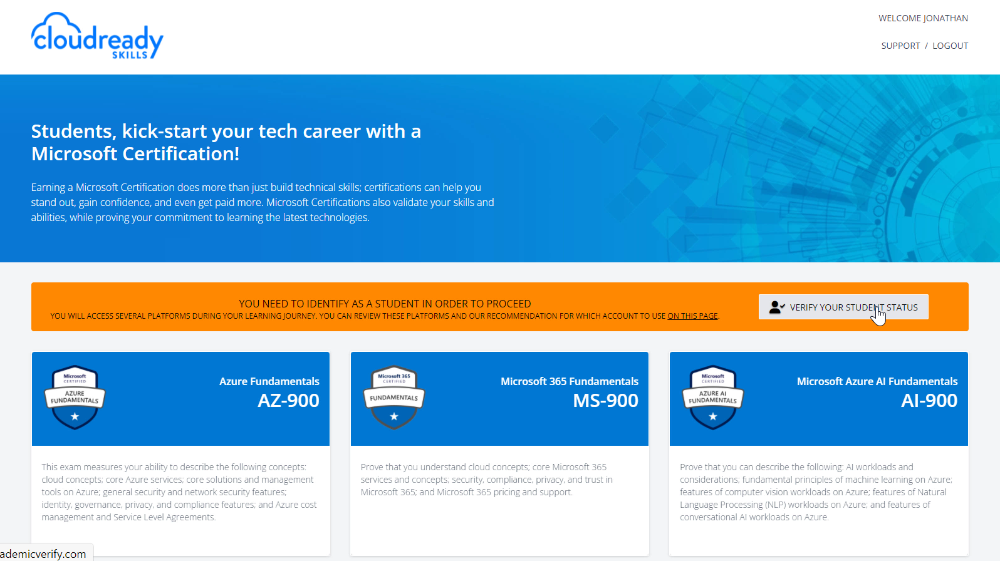 cloudready
SKILLS
WELCOME JONATHAN
SUPPORT / LOGOUT
Students, kick-start your tech career with a
Microsoft Certification!
Earning a Microsoft Certification does more than just build technical skills; certifications can help you
stand out, gain confidence, and even get paid more. Microsoft Certifications also validate your skills and
abilities, while proving your commitment to learning the latest technologies.
YOU NEED TO IDENTIFY AS A STUDENT IN ORDER TO PROCEED
YOU WILL ACCESS SEVERAL PLATFORMS DURING YOUR LEARNING JOURNEY. YOU CAN REVIEW THESE PLATFORMS AND OUR RECOMMENDATION FOR WHICH ACCOUNT TO USE ON THIS PAGE.
VERIFY YOUR STUDENT STATUS
Microsoft
CERTIFIED
AZURE
FUNDAMENTALS
Azure Fundamentals
AZ-900
This exam measures your ability to describe the following concepts:
cloud concepts; core Azure services; core solutions and management
tools on Azure; general security and network security features;
identity, governance, privacy, and compliance features; and Azure cost
management and Service Level Agreements.
Microsoft 365
CERTIFIED
FUNDAMENTALS
Microsoft 365 Fundamentals
MS-900
Prove that you understand cloud concepts; core Microsoft 365
services and concepts; security, compliance, privacy, and trust in
Microsoft 365; and Microsoft 365 pricing and support.
Microsoft
CERTIFIED
AZURE AI
FUNDAMENTALS
Microsoft Azure AI Fundamentals
AI-900
Prove that you can describe the following: AI workloads and
considerations; fundamental principles of machine learning on Azure;
features of computer vision workloads on Azure; features of Natural
Language Processing (NLP) workloads on Azure; and features of
conversational AI workloads on Azure.
ademicverify.com